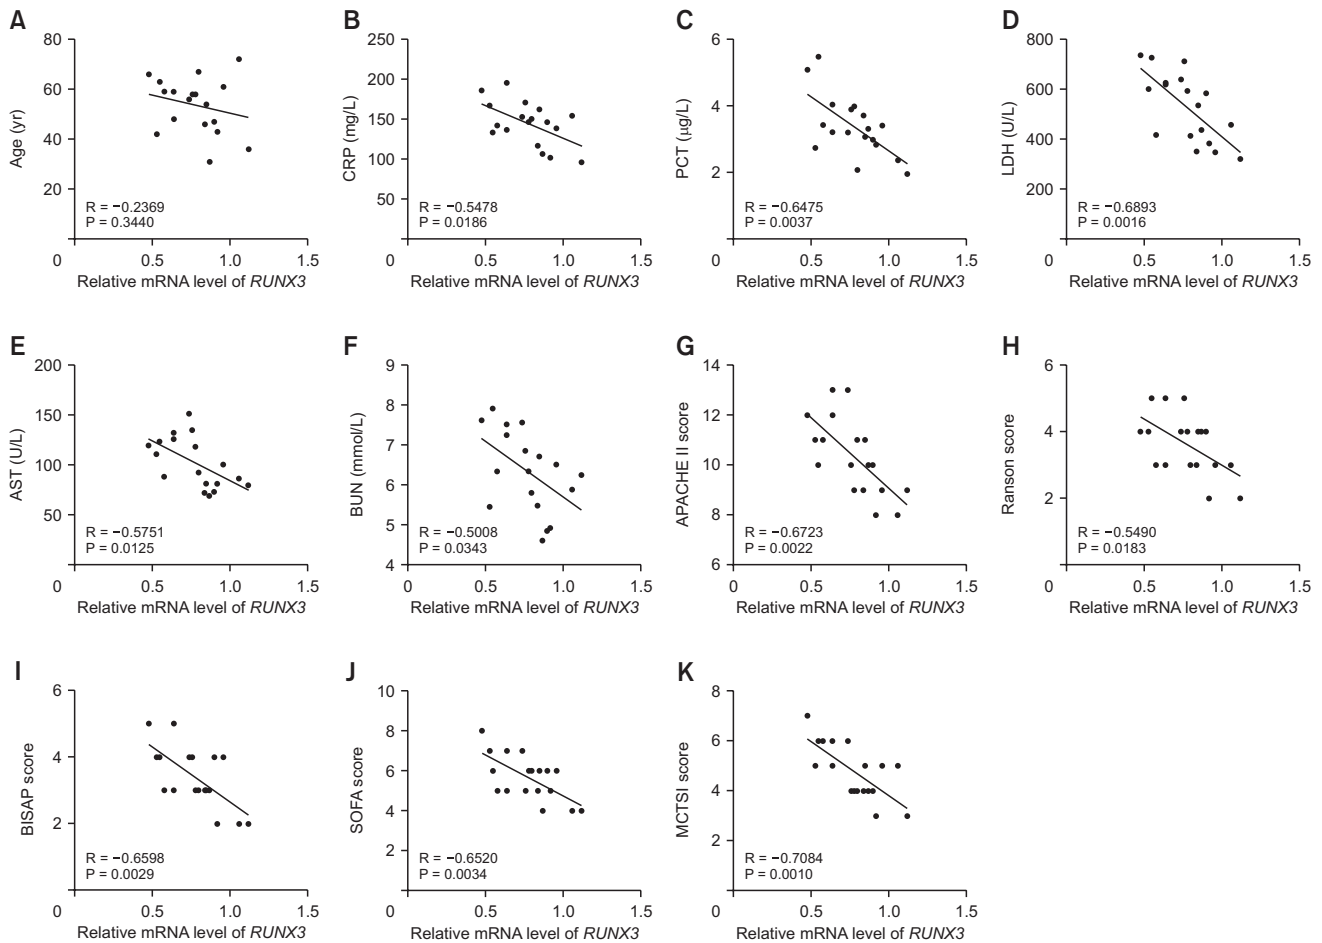 A
80
60
40
20
0
0.5
1.0
1.5
Age (yr)
R = −0.2369
P = 0.3440
Relative mRNA level of RUNX3
B
250
200
150
100
50
0
0.5
1.0
1.5
CRP (mg/L)
R = −0.5478
P = 0.0186
Relative mRNA level of RUNX3
C
6
4
2
0
0.5
1.0
1.5
PCT (μg/L)
R = −0.6475
P = 0.0037
Relative mRNA level of RUNX3
D
800
600
400
200
0
0.5
1.0
1.5
LDH (U/L)
R = −0.6893
P = 0.0016
Relative mRNA level of RUNX3
E
200
150
100
50
0
0.5
1.0
1.5
AST (U/L)
R = −0.5751
P = 0.0125
Relative mRNA level of RUNX3
F
9
8
7
6
5
4
0
0.5
1.0
1.5
BUN (mmol/L)
R = −0.5008
P = 0.0343
Relative mRNA level of RUNX3
G
14
12
10
8
6
0
0.5
1.0
1.5
APACHE II score
R = −0.6723
P = 0.0022
Relative mRNA level of RUNX3
H
6
4
2
0
0.5
1.0
1.5
Ranson score
R = −0.5490
P = 0.0183
Relative mRNA level of RUNX3
I
6
4
2
0
0.5
1.0
1.5
BISAP score
R = −0.6598
P = 0.0029
Relative mRNA level of RUNX3
J
10
8
6
4
2
0
0.5
1.0
1.5
SOFA score
R = −0.6520
P = 0.0034
Relative mRNA level of RUNX3
K
8
6
4
2
0
0.5
1.0
1.5
MCTSI score
R = −0.7084
P = 0.0010
Relative mRNA level of RUNX3